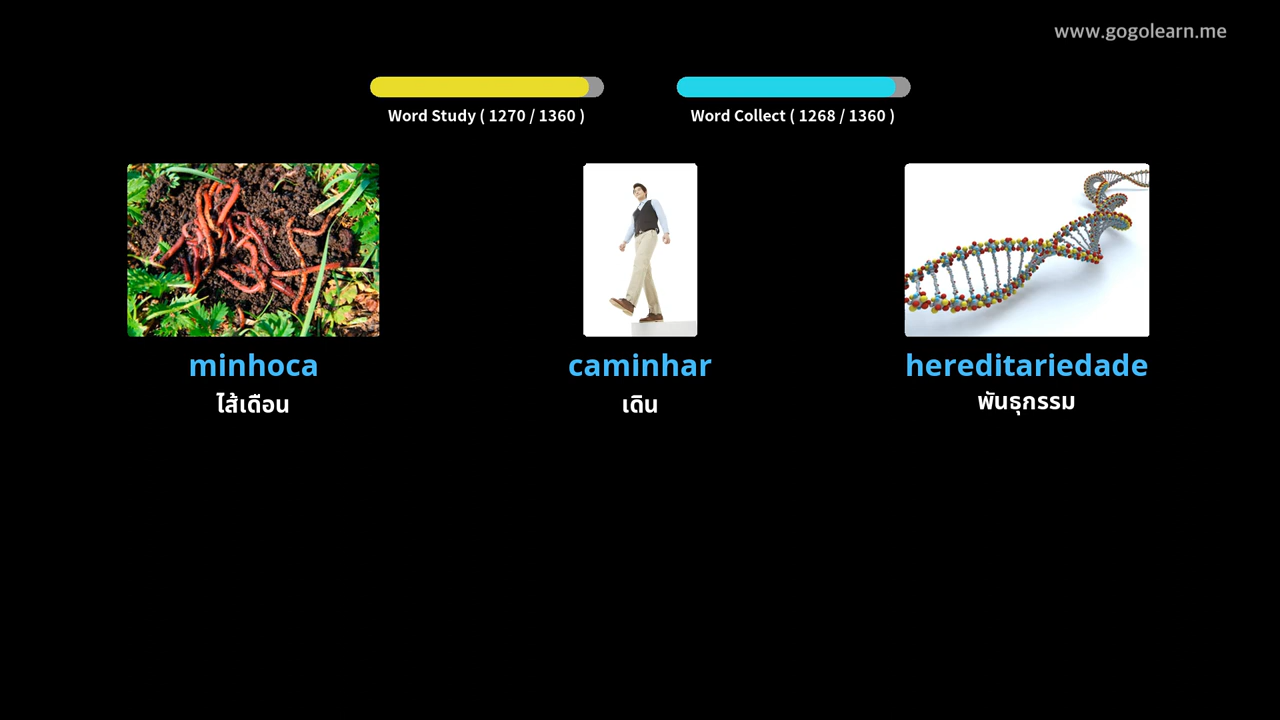 www.gogolearn.me
Word Study ( 1270 / 1360 )
Word Collect ( 1268 / 1360 )
minhoca
ไส้เดือน
caminhar
เดิน
hereditariedade
พันธุกรรม